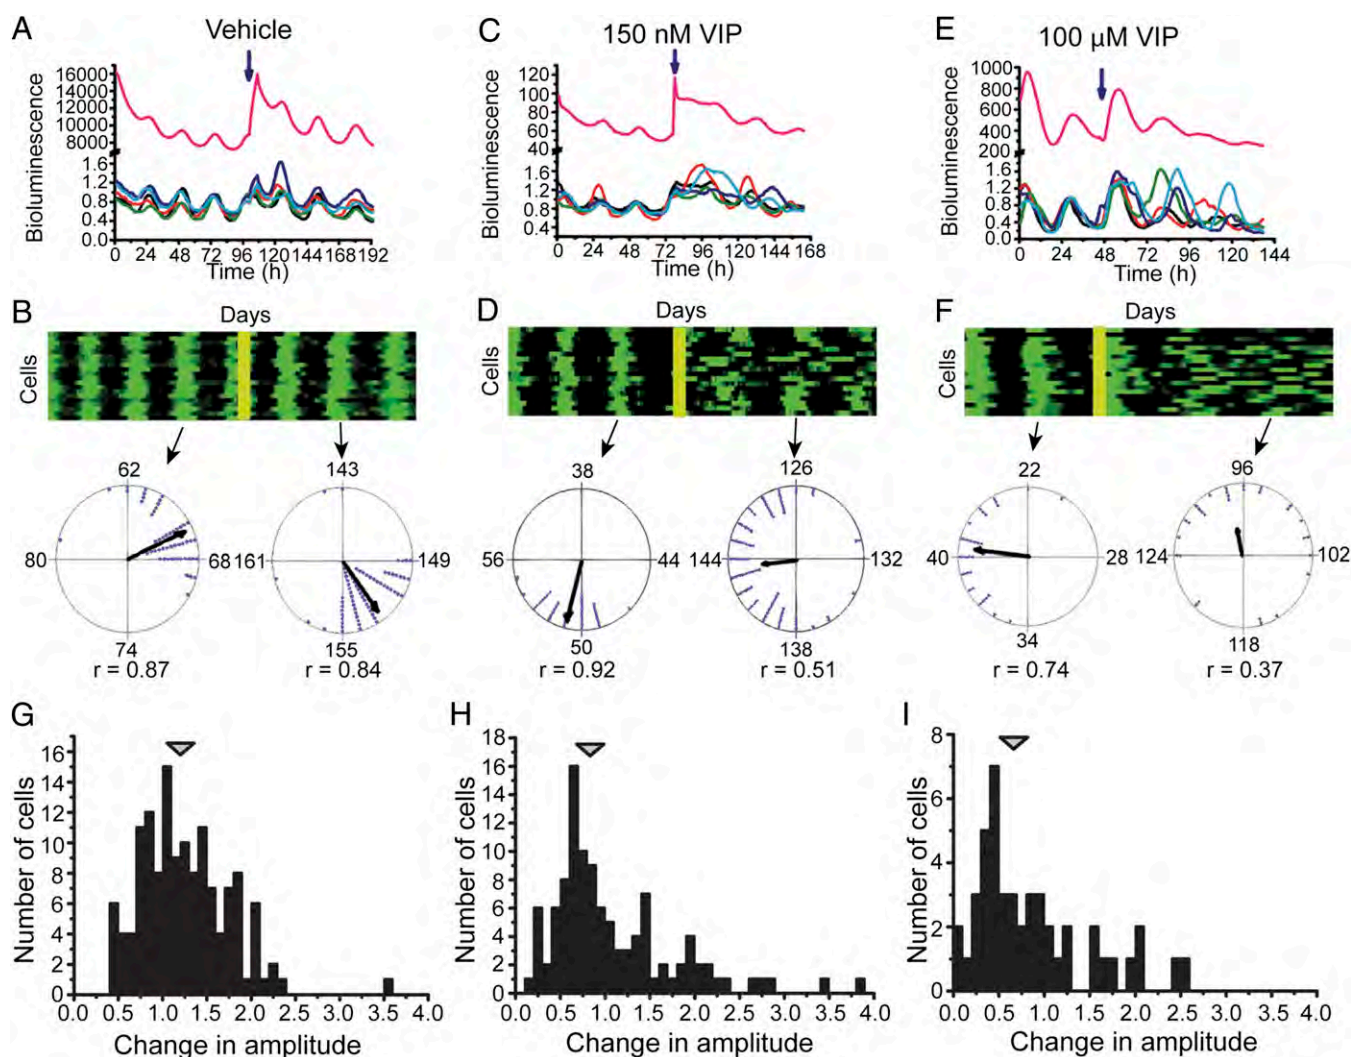 A
Vehicle
Bioluminescence
16000
14000
12000
10000
8000
1.6
1.2
0.8
0.4
0.0
0 24 48 72 96 120 144 168 192
Time (h)
C
150 nM VIP
Bioluminescence
120
100
80
60
40
1.6
1.2
0.8
0.4
0 24 48 72 96 120 144 168
Time (h)
E
100 µM VIP
Bioluminescence
1000
800
600
400
200
1.6
1.3
1.0
0.6
0.3
0.0
0 24 48 72 96 120 144
Time (h)
B
Days
Cells
62
80 68
74
r = 0.87
143
161 149
155
r = 0.84
D
Days
Cells
38
56 44
50
r = 0.92
126
144 132
138
r = 0.51
F
Days
Cells
22
40 28
34
r = 0.74
96
124 102
118
r = 0.37
G
Number of cells
16
14
12
10
8
6
4
2
0
0.0 0.5 1.0 1.5 2.0 2.5 3.0 3.5 4.0
Change in amplitude
H
Number of cells
18
16
14
12
10
8
6
4
2
0
0.0 0.5 1.0 1.5 2.0 2.5 3.0 3.5 4.0
Change in amplitude
I
Number of cells
8
6
4
2
0
0.0 0.5 1.0 1.5 2.0 2.5 3.0 3.5 4.0
Change in amplitude